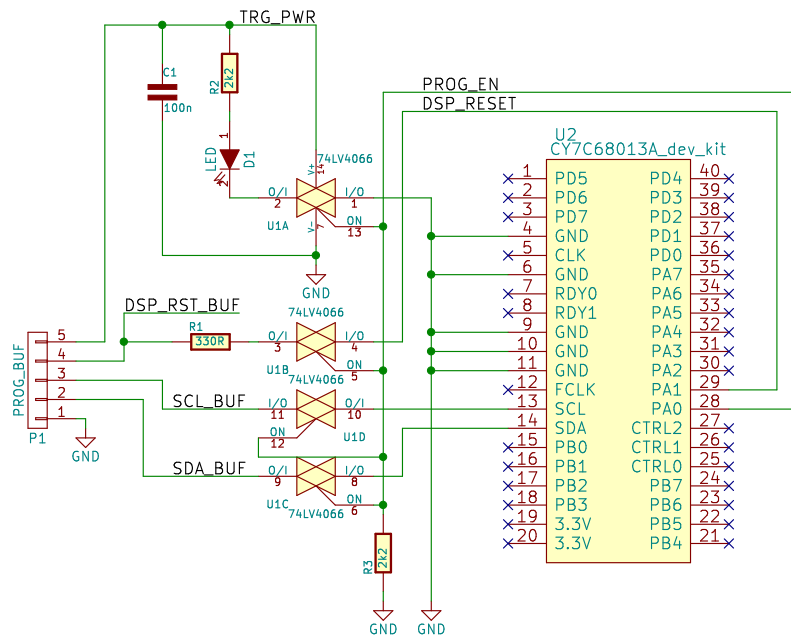 TRG_PWR
C1
100n
R2
2k2
1
LED
D1
2
74LV4066
V+
14
O/I
2
I/O
1
U1A
V-
7
ON
13
GND
PROG_EN
DSP_RESET
DSP_RST_BUF
R1
330R
74LV4066
O/I
3
I/O
4
U1B
ON
5
74LV4066
SCL_BUF
I/O
11
O/I
10
ON
12
U1D
SDA_BUF
O/I
9
I/O
8
U1C
74LV4066
ON
6
PROG_BUF
5
4
3
2
1
P1
GND
R3
2k2
GND
GND
U2
CY7C68013A_dev_kit
1 PD5 PD4 40
2 PD6 PD3 39
3 PD7 PD2 38
4 GND PD1 37
5 CLK PD0 36
6 GND PA7 35
7 RDY0 PA6 34
8 RDY1 PA5 33
9 GND PA4 32
10 GND PA3 31
11 GND PA2 30
12 FCLK PA1 29
13 SCL PA0 28
14 SDA CTRL2 27
15 PB0 CTRL1 26
16 PB1 CTRL0 25
17 PB2 PB7 24
18 PB3 PB6 23
19 3.3V PB5 22
20 3.3V PB4 21